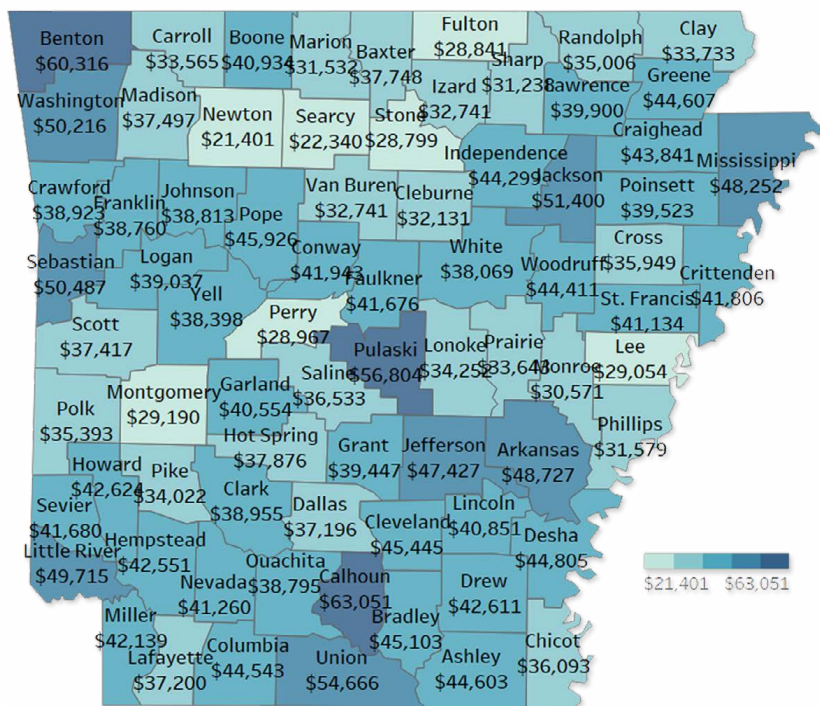 Benton
$60,316
Carroll
$33,565
Boone
$40,934
Marion
$31,532
Baxter
$37,748
Fulton
$28,841
Sharp
$31,238
Randolph
$35,006
Clay
$33,733
Washington
$50,216
Madison
$37,497
Newton
$21,401
Searcy
$22,340
Stone
$28,799
Izard
$32,741
Lawrence
$39,900
Greene
$44,607
Independence
$44,299
Jackson
$51,400
Craighead
$43,841
Mississippi
$48,252
Crawford
$38,923
Franklin
$38,760
Johnson
$38,813
Pope
$45,926
Van Buren
$32,741
Cleburne
$32,131
Poinsett
$39,523
Sebastian
$50,487
Logan
$39,037
Yell
$38,398
Conway
$41,943
Faulkner
$41,676
White
$38,069
Woodruff
$44,411
Cross
$35,949
Crittenden
$41,806
St. Francis
$41,134
Scott
$37,417
Perry
$28,967
Pulaski
$56,804
Lonoke
$34,252
Prairie
$33,643
Monroe
$30,571
Lee
$29,054
Polk
$35,393
Montgomery
$29,190
Garland
$40,554
Saline
$36,533
Phillips
$31,579
Hot Spring
$37,876
Grant
$39,447
Jefferson
$47,427
Arkansas
$48,727
Howard
$42,624
Pike
$34,022
Clark
$38,955
Dallas
$37,196
Cleveland
$45,445
Lincoln
$40,851
Desha
$44,805
Sevier
$41,680
Little River
$49,715
Hempstead
$42,551
Nevada
$41,260
Ouachita
$38,795
Calhoun
$63,051
Bradley
$45,103
Drew
$42,611
Miller
$42,139
Lafayette
$37,200
Columbia
$44,543
Union
$54,666
Ashley
$44,603
Chicot
$36,093
$21,401 $63,051